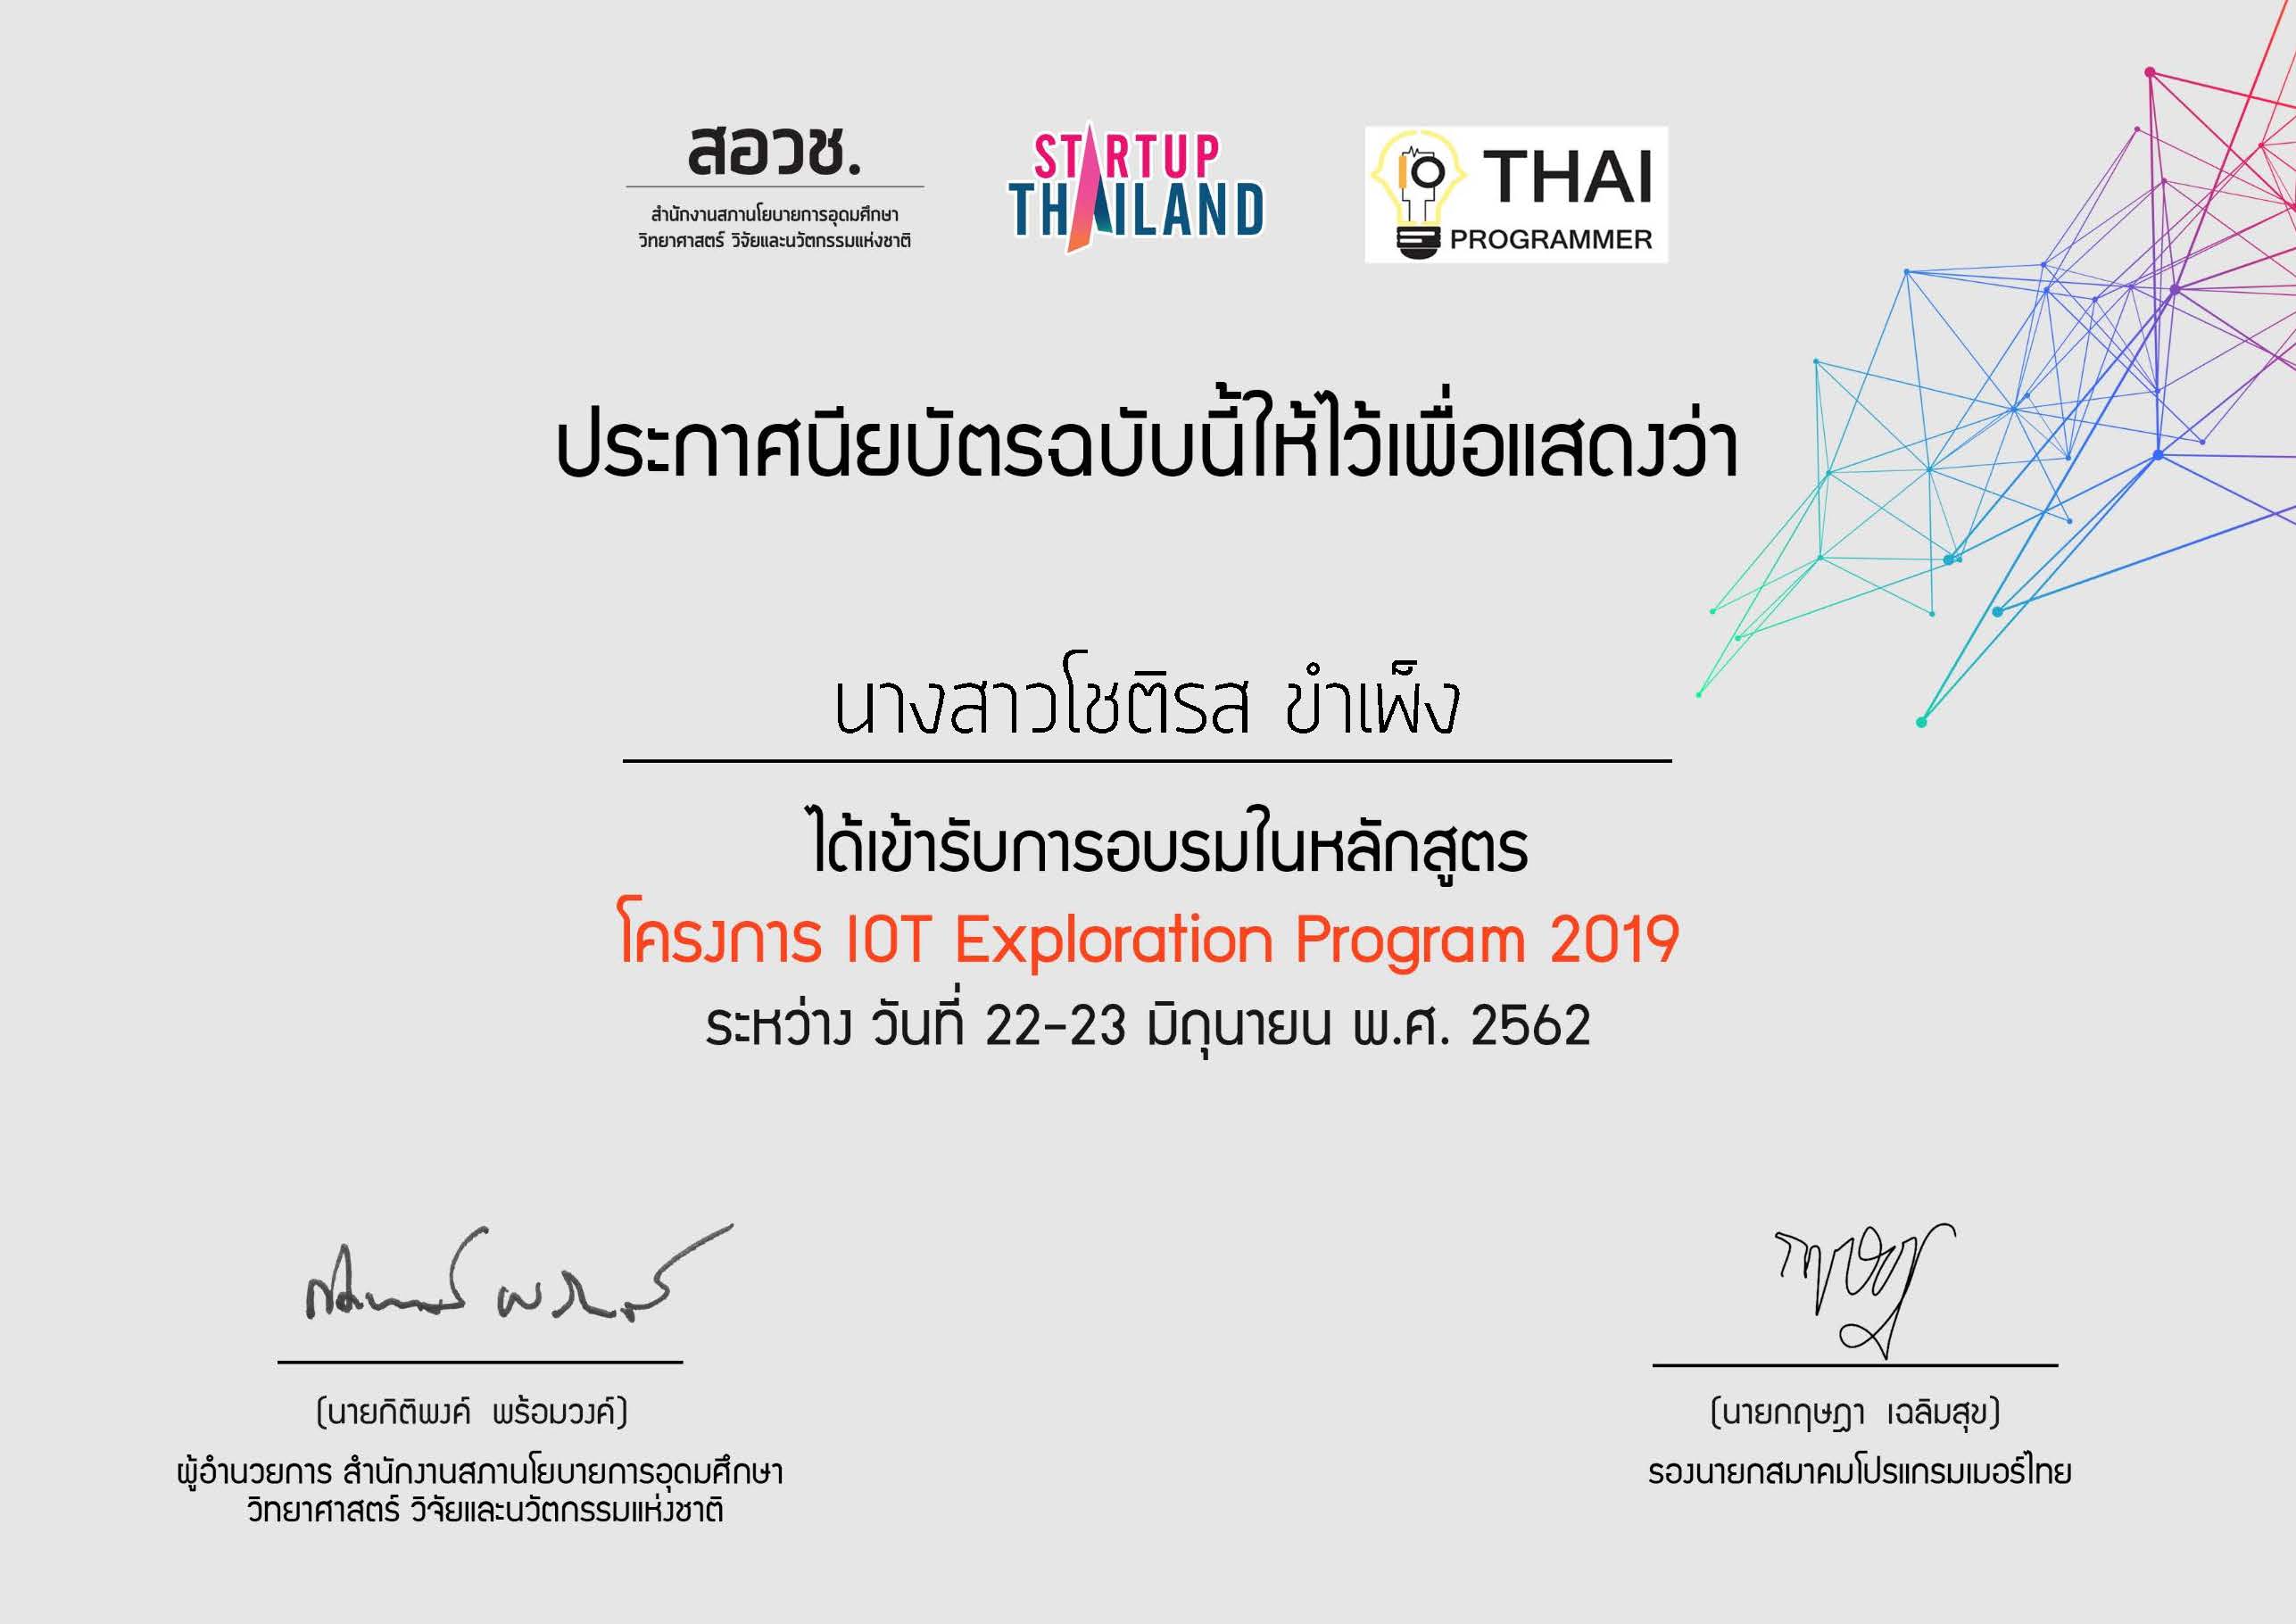 สอวช.
สำนักงานสภานโยบายการอุดมศึกษา
วิทยาศาสตร์ วิจัยและนวัตกรรมแห่งชาติ
STARTUP
THAILAND
THAI
PROGRAMMER
ประกาศนียบัตรฉบับนี้ให้ไว้เพื่อแสดงว่า
นางสาวโชติรส ขำเพ็ง
ได้เข้ารับการอบรมในหลักสูตร
โครงการ IOT Exploration Program 2019
ระหว่าง วันที่ 22-23 มิถุนายน พ.ศ. 2562
(นายกิติพงค์ พร้อมวงค์)
ผู้อำนวยการ สำนักงานสภานโยบายการอุดมศึกษา
วิทยาศาสตร์ วิจัยและนวัตกรรมแห่งชาติ
(นายกฤษฎา เฉลิมสุข)
รองนายกสมาคมโปรแกรมเมอร์ไทย